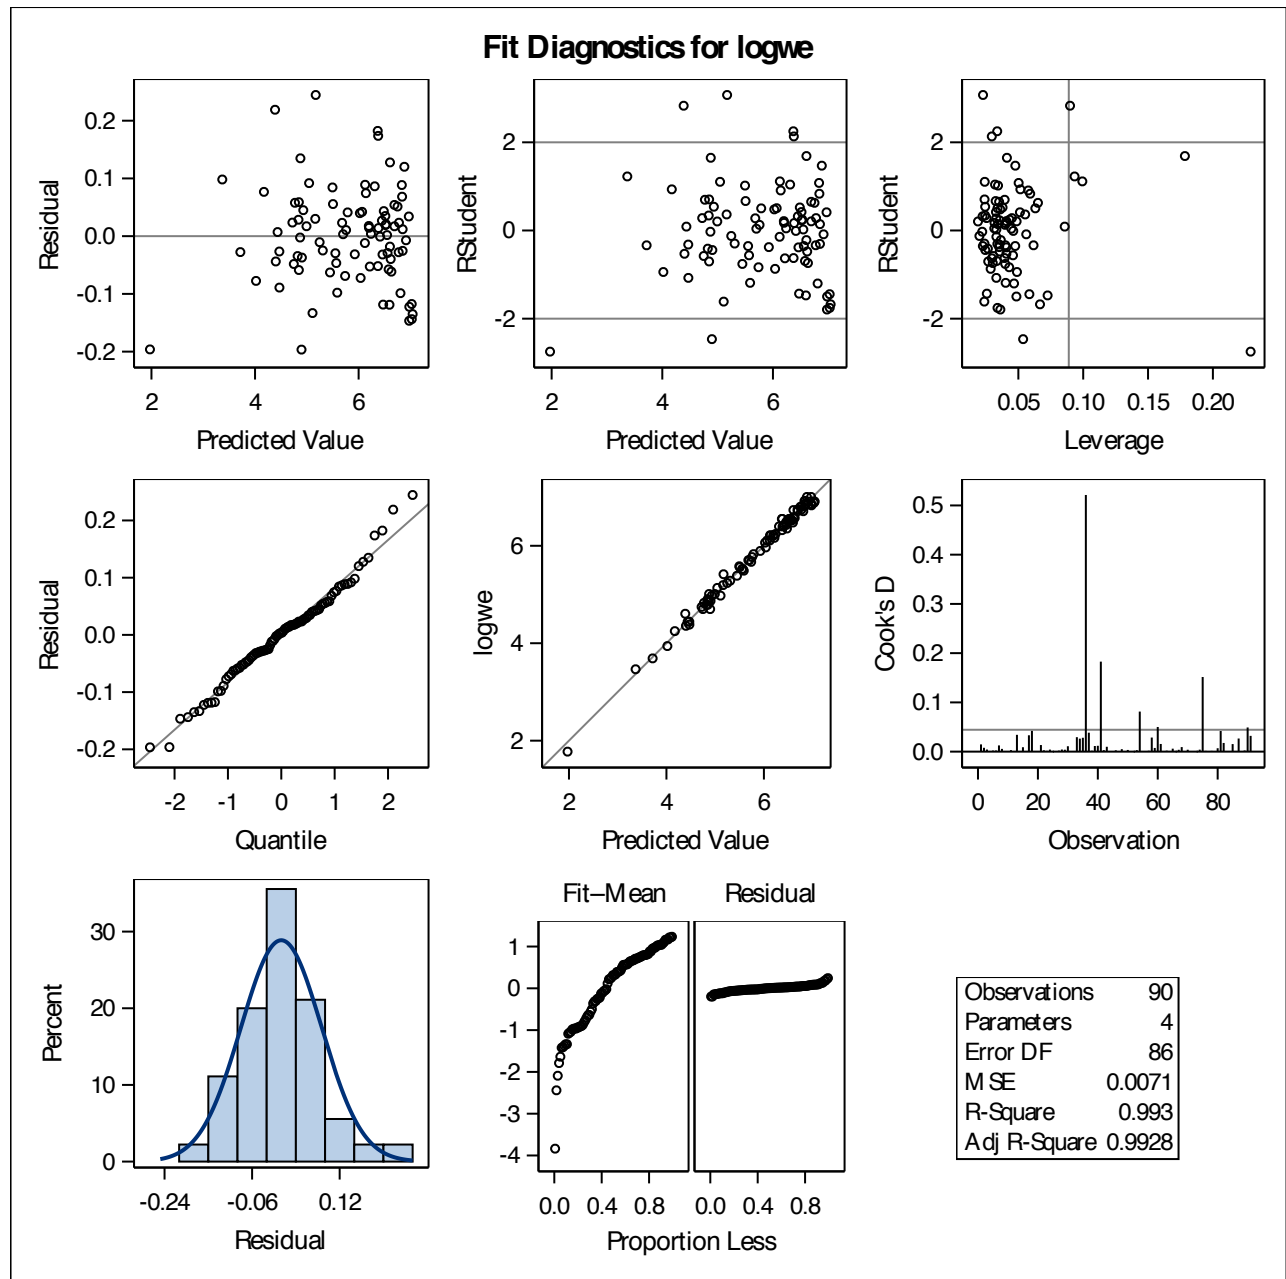 Fit Diagnostics for logwe
Residual
0.2
0.1
0.0
-0.1
-0.2
2 4 6
Predicted Value
RStudent
2
0
-2
2 4 6
Predicted Value
RStudent
2
0
-2
0.05 0.10 0.15 0.20
Leverage
Residual
0.2
0.1
0.0
-0.1
-0.2
-2 -1 0 1 2
Quantile
logwe
6
4
2
2 4 6
Predicted Value
Cook's D
0.5
0.4
0.3
0.2
0.1
0.0
0 20 40 60 80
Observation
Percent
30
20
10
0
-0.24 -0.06 0.12
Residual
Fit–Mean Residual
1
0
-1
-2
-3
-4
0.0 0.4 0.8 0.0 0.4 0.8
Proportion Less
Observations 90
Parameters 4
Error DF 86
MSE 0.0071
R-Square 0.993
Adj R-Square 0.9928